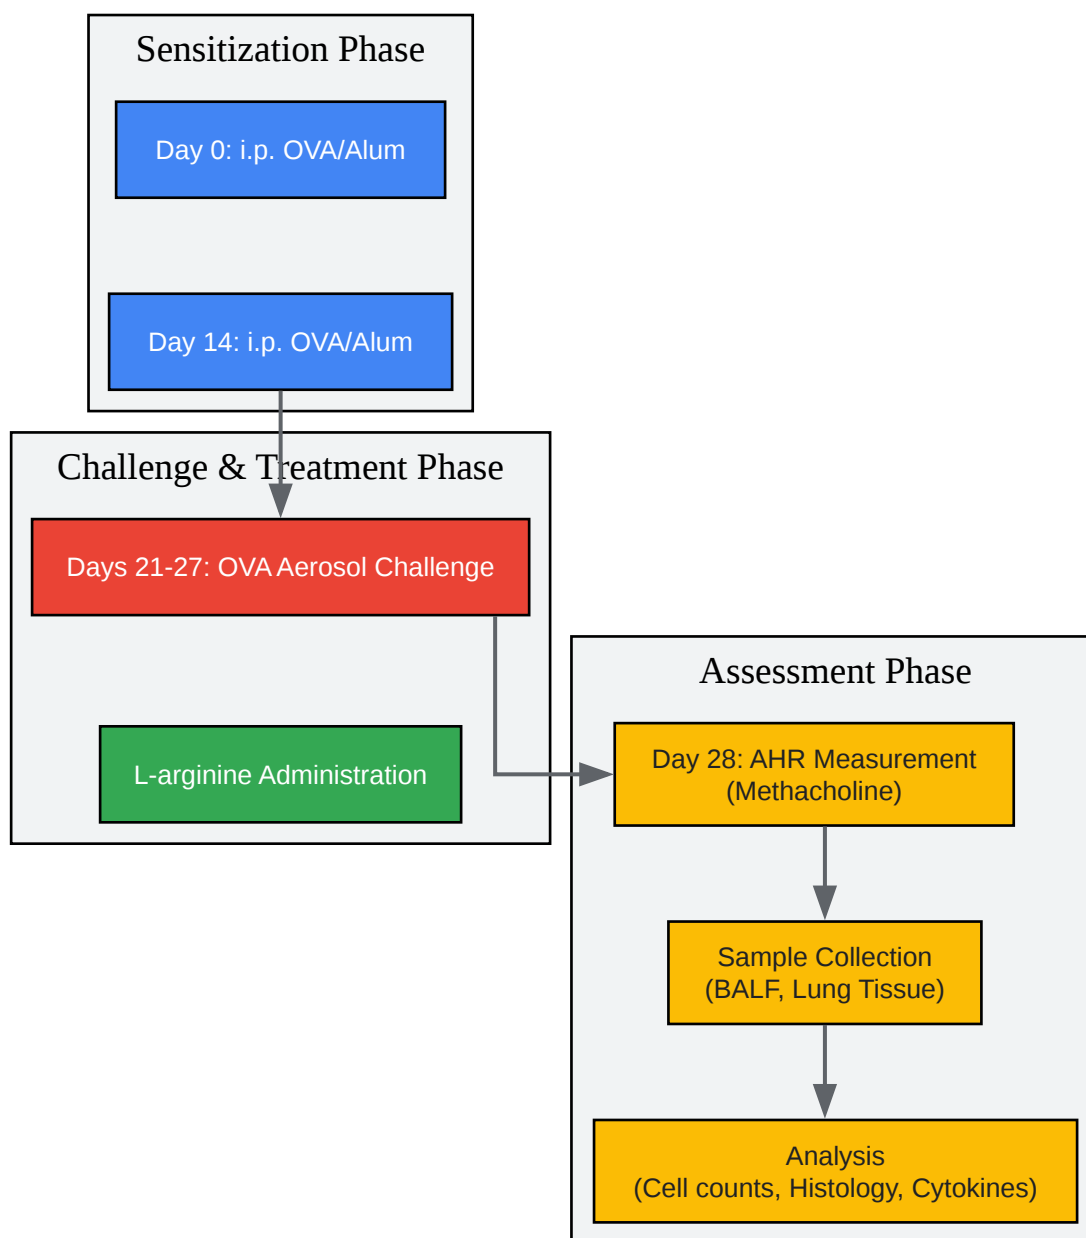 Sensitization Phase
Day 0: i.p. OVA/Alum
Day 14: i.p. OVA/Alum
Challenge & Treatment Phase
Days 21-27: OVA Aerosol Challenge
L-arginine Administration
Assessment Phase
Day 28: AHR Measurement
(Methacholine)
Sample Collection
(BALF, Lung Tissue)
Analysis
(Cell counts, Histology, Cytokines)